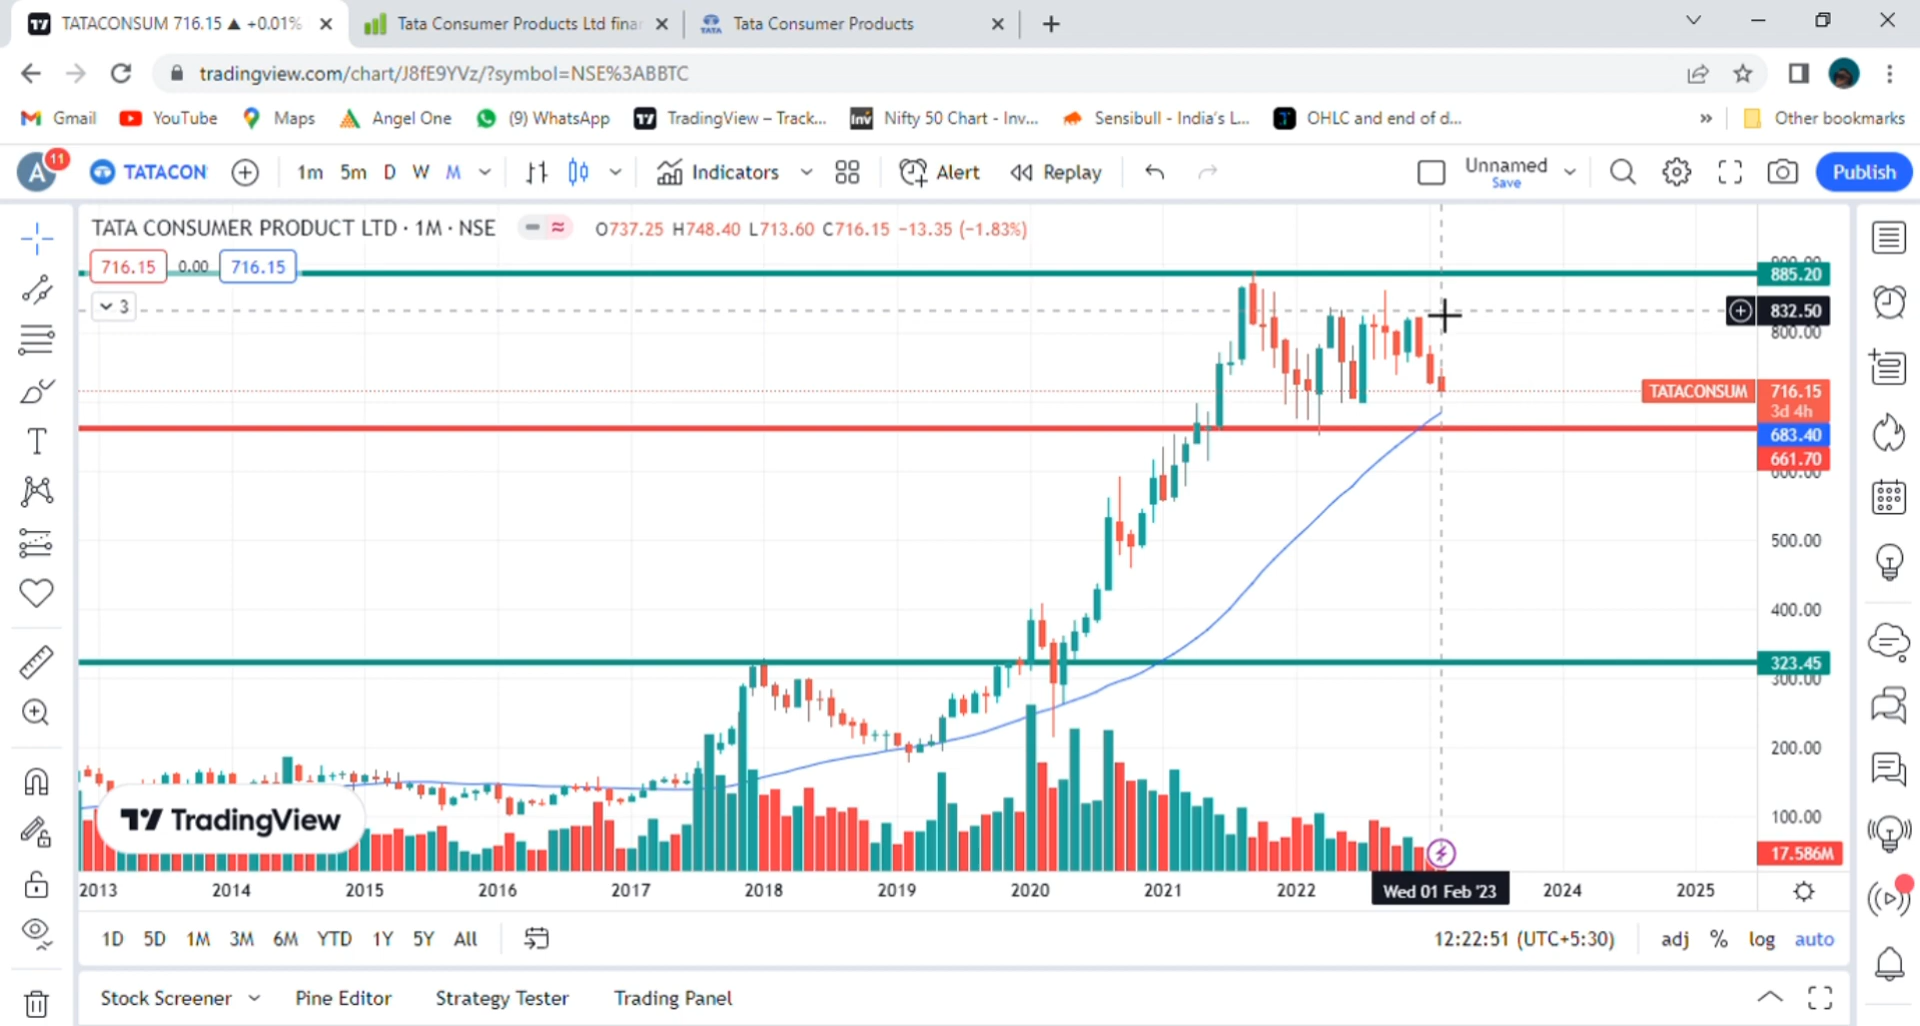 TATACONSUM 716.15 ▲ +0.01%
Tata Consumer Products Ltd fina
Tata Consumer Products
tradingview.com/chart/J8fE9YVz/?symbol=NSE%3ABBTC
Gmail
YouTube
Maps
Angel One
(9) WhatsApp
TradingView – Track...
Inv
Nifty 50 Chart - Inv...
Sensibull - India's L...
OHLC and end of d...
»
Other bookmarks
A
11
TATACON
1m 5m D W M
Indicators
Alert
Replay
Unnamed
Save
Publish
TATA CONSUMER PRODUCT LTD · 1M · NSE
O737.25 H748.40 L713.60 C716.15 −13.35 (−1.83%)
716.15 0.00 716.15
3
885.20
832.50
800.00
TATACONSUM 716.15
3d 4h
683.40
661.70
600.00
500.00
400.00
323.45
300.00
200.00
100.00
17.586M
TradingView
2013 2014 2015 2016 2017 2018 2019 2020 2021 2022 Wed 01 Feb '23 2024 2025
1D 5D 1M 3M 6M YTD 1Y 5Y All
12:22:51 (UTC+5:30) adj % log auto
Stock Screener Pine Editor Strategy Tester Trading Panel